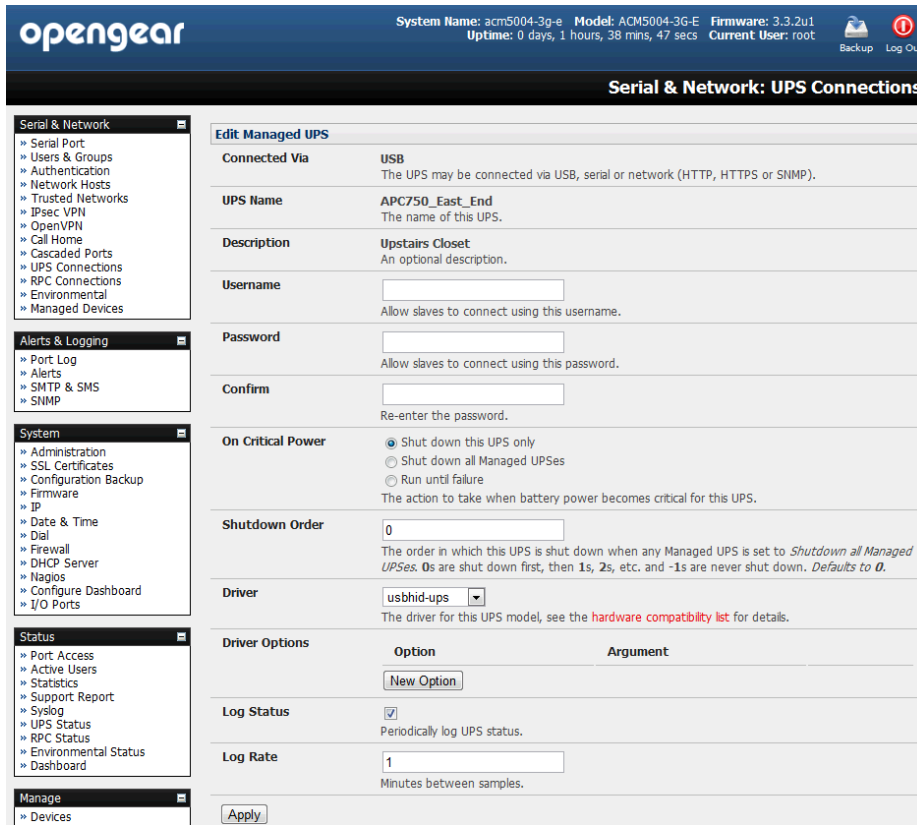 opengear
System Name: acm5004-3g-e Model: ACM5004-3G-E Firmware: 3.3.2u1
Uptime: 0 days, 1 hours, 38 mins, 47 secs Current User: root
Backup
Log Ou
Serial & Network: UPS Connections
Serial & Network
» Serial Port
» Users & Groups
» Authentication
» Network Hosts
» Trusted Networks
» IPsec VPN
» OpenVPN
» Call Home
» Cascaded Ports
» UPS Connections
» RPC Connections
» Environmental
» Managed Devices
Alerts & Logging
» Port Log
» Alerts
» SMTP & SMS
» SNMP
System
» Administration
» SSL Certificates
» Configuration Backup
» Firmware
» IP
» Date & Time
» Dial
» Firewall
» DHCP Server
» Nagios
» Configure Dashboard
» I/O Ports
Status
» Port Access
» Active Users
» Statistics
» Support Report
» Syslog
» UPS Status
» RPC Status
» Environmental Status
» Dashboard
Manage
» Devices
Edit Managed UPS
Connected Via
USB
The UPS may be connected via USB, serial or network (HTTP, HTTPS or SNMP).
UPS Name
APC750_East_End
The name of this UPS.
Description
Upstairs Closet
An optional description.
Username
Allow slaves to connect using this username.
Password
Allow slaves to connect using this password.
Confirm
Re-enter the password.
On Critical Power
Shut down this UPS only
Shut down all Managed UPSes
Run until failure
The action to take when battery power becomes critical for this UPS.
Shutdown Order
0
The order in which this UPS is shut down when any Managed UPS is set to Shutdown all Managed
UPSes. 0s are shut down first, then 1s, 2s, etc. and -1s are never shut down. Defaults to 0.
Driver
usbhid-ups
The driver for this UPS model, see the hardware compatibility list for details.
Driver Options
Option Argument
New Option
Log Status
Periodically log UPS status.
Log Rate
1
Minutes between samples.
Apply